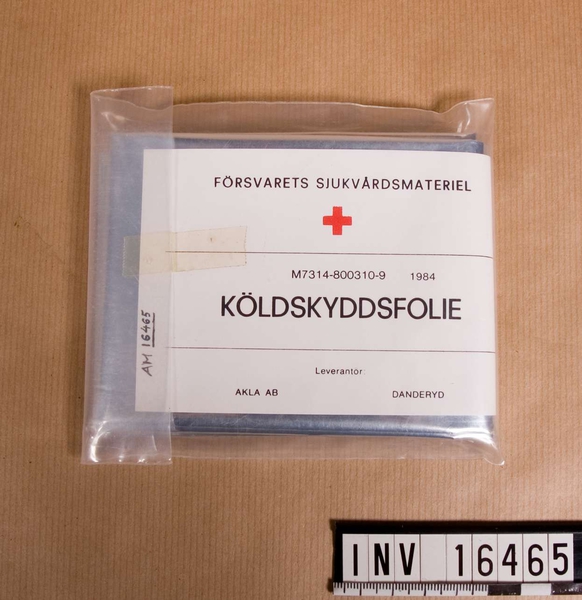 FÖRSVARETS SJUKVÅRDSMATERIEL
M7314-800310-9 1984
KÖLDSKYDDSFOLIE
Leverantör
AKLA AB DANDERYD
AM 16465
INV 16465